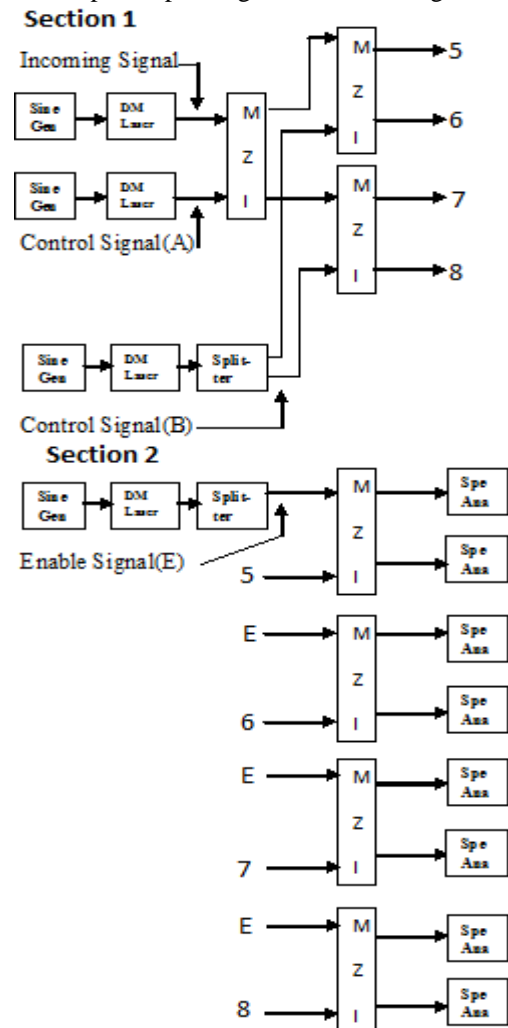 Section 1
Incoming Signal
Sine Gen
DM Laser
M Z I
M Z I
5
6
Sine Gen
DM Laser
Control Signal(A)
M Z I
7
8
Sine Gen
DM Laser
Split-ter
Control Signal(B)
Section 2
Sine Gen
DM Laser
Split-ter
Enable Signal(E)
5
M Z I
Spe Ana
Spe Ana
E
6
M Z I
Spe Ana
Spe Ana
E
7
M Z I
Spe Ana
Spe Ana
E
8
M Z I
Spe Ana
Spe Ana